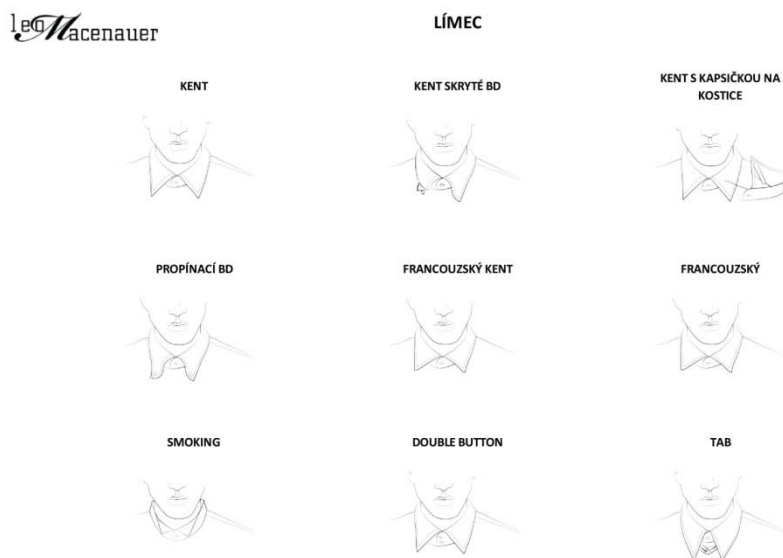 leo Macenauer
LÍMEC
KENT
KENT SKRYTÉ BD
KENT S KAPSIČKOU NA
KOSTICE
PROPÍNACÍ BD
FRANCOUZSKÝ KENT
FRANCOUZSKÝ
SMOKING
DOUBLE BUTTON
TAB